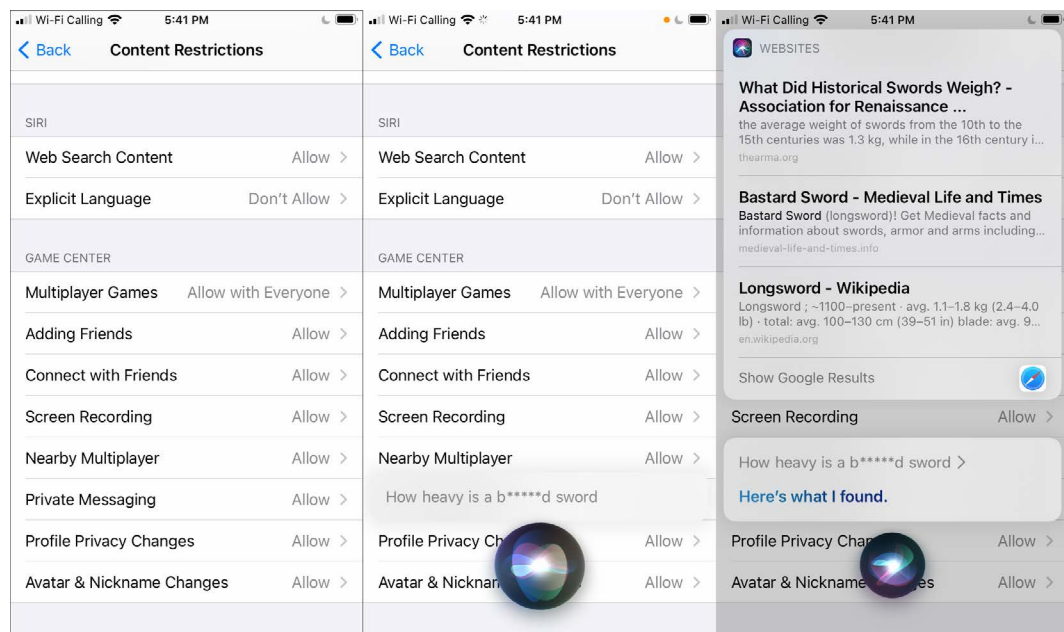 Wi-Fi Calling 5:41 PM
Back Content Restrictions
SIRI
Web Search Content Allow
Explicit Language Don't Allow
GAME CENTER
Multiplayer Games Allow with Everyone
Adding Friends Allow
Connect with Friends Allow
Screen Recording Allow
Nearby Multiplayer Allow
Private Messaging Allow
Profile Privacy Changes Allow
Avatar & Nickname Changes Allow
Wi-Fi Calling 5:41 PM
Back Content Restrictions
SIRI
Web Search Content Allow
Explicit Language Don't Allow
GAME CENTER
Multiplayer Games Allow with Everyone
Adding Friends Allow
Connect with Friends Allow
Screen Recording Allow
Nearby Multiplayer Allow
How heavy is a b*****d sword
Profile Privacy Ch Allow
Avatar & Nicknan Allow
Wi-Fi Calling 5:41 PM
WEBSITES
What Did Historical Swords Weigh? -
Association for Renaissance ...
the average weight of swords from the 10th to the
15th centuries was 1.3 kg, while in the 16th century i...
thearma.org
Bastard Sword - Medieval Life and Times
Bastard Sword (longsword)! Get Medieval facts and
information about swords, armor and arms including...
medieval-life-and-times.info
Longsword - Wikipedia
Longsword ; ~1100–present · avg. 1.1–1.8 kg (2.4–4.0
lb) · total: avg. 100–130 cm (39–51 in) blade: avg. 9...
en.wikipedia.org
Show Google Results
Screen Recording Allow
How heavy is a b*****d sword
Here's what I found.
Profile Privacy Char es Allow
Avatar & Nickname es Allow